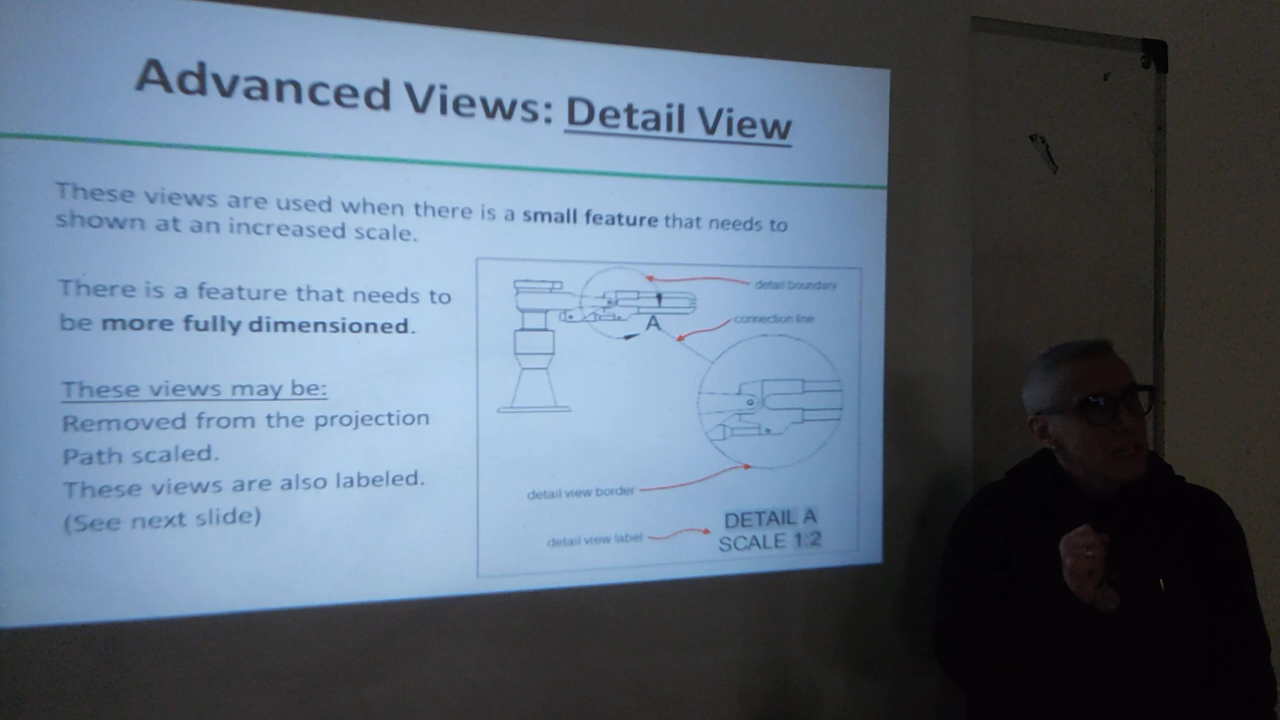 Advanced Views: Detail View
These views are used when there is a small feature that needs to
shown at an increased scale.
There is a feature that needs to
be more fully dimensioned.
These views may be:
Removed from the projection
Path scaled.
These views are also labeled.
(See next slide)
detail boundary
A
connection line
detail view border
detail view label
DETAIL A
SCALE 1:2